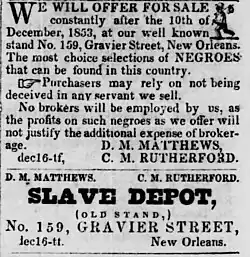 WE WILL OFFER FOR SALE
constantly after the 10th of
December, 1853, at our well known
stand No. 159, Gravier Street, New Orleans.
The most choice selections of NEGROES
that can be found in this country.
☞ Purchasers may rely on not being
deceived in any servant we sell.
No brokers will be employed by us, as
the profits on such negroes as we offer will
not justify the additional expense of broker-
age. D. M. MATTHEWS,
dec16-tf, C. M. RUTHERFORD.
D. M. MATTHEWS. C. M. RUTHERFORD.
SLAVE DEPOT,
(OLD STAND,)
No. 159, GRAVIER STREET,
dec16-tt. New Orleans.